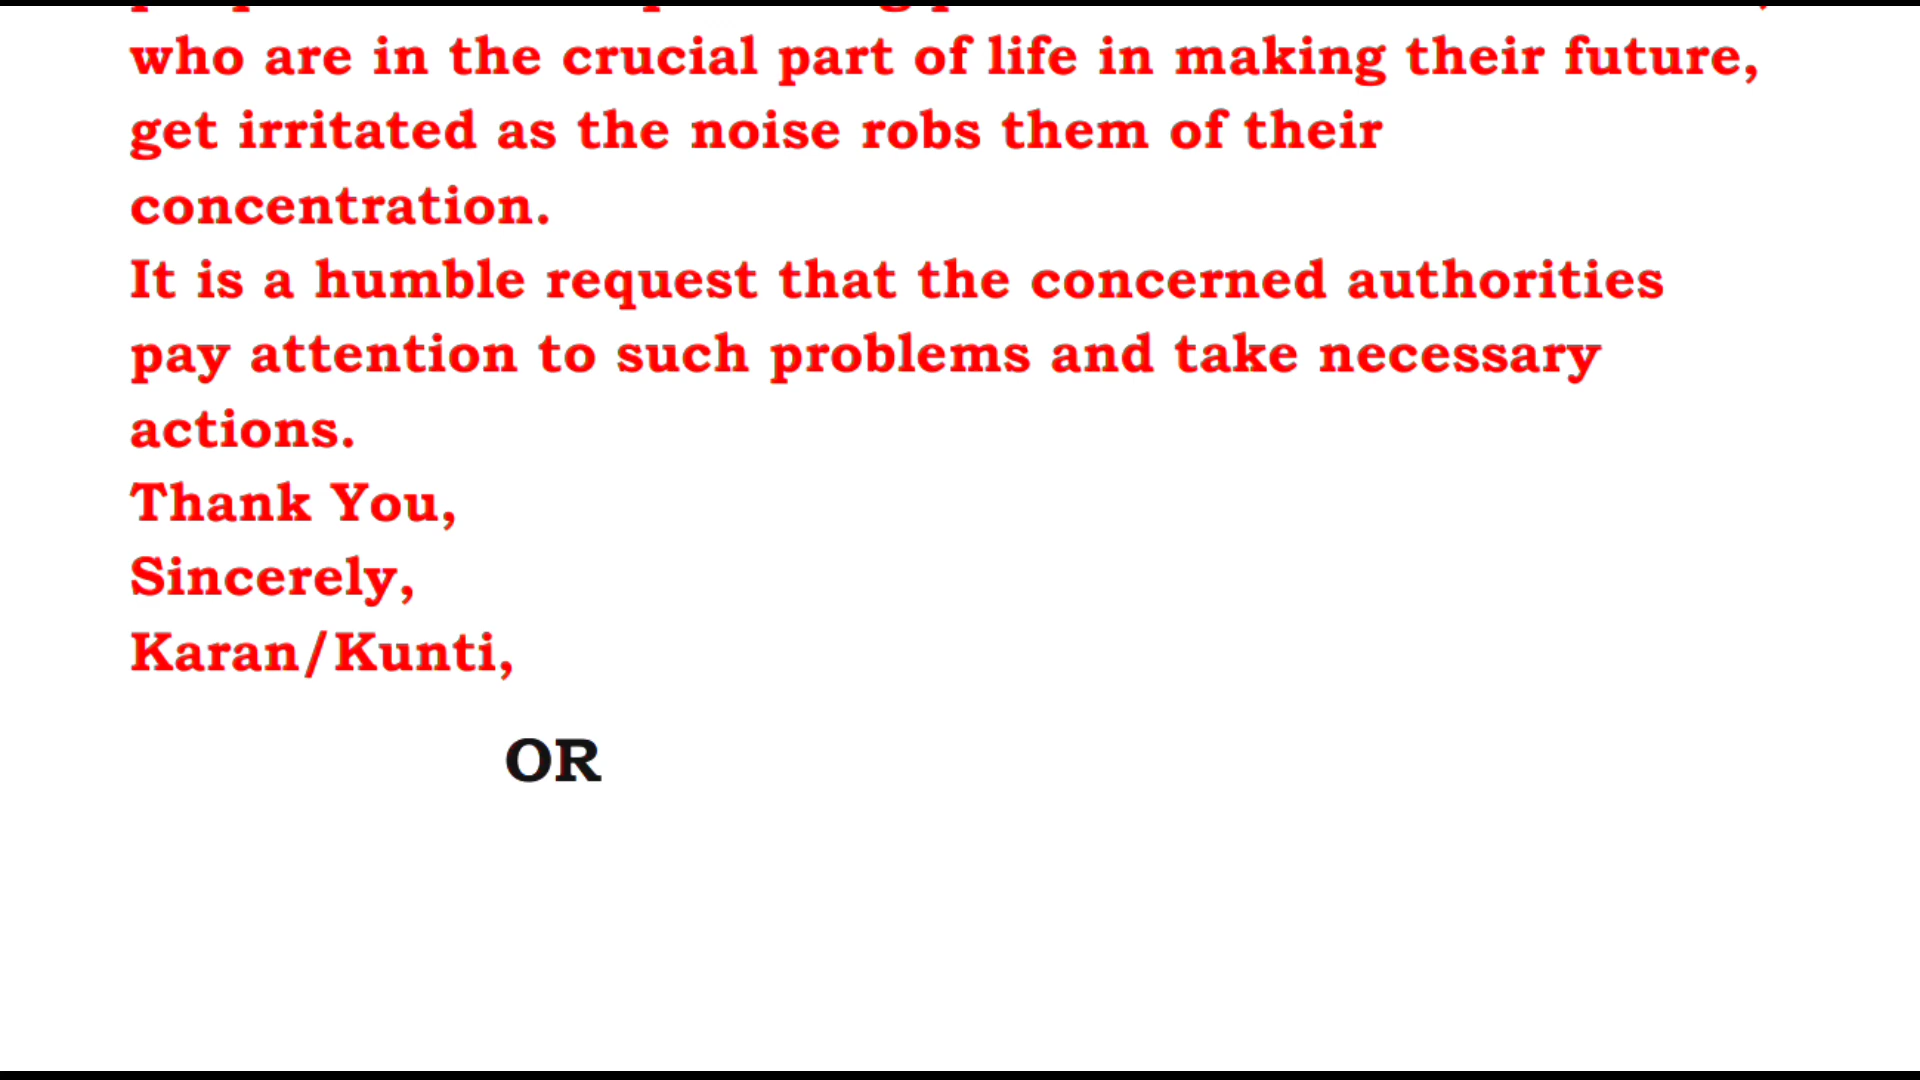 who are in the crucial part of life in making their future,
get irritated as the noise robs them of their
concentration.
It is a humble request that the concerned authorities
pay attention to such problems and take necessary
actions.
Thank You,
Sincerely,
Karan/Kunti,
OR